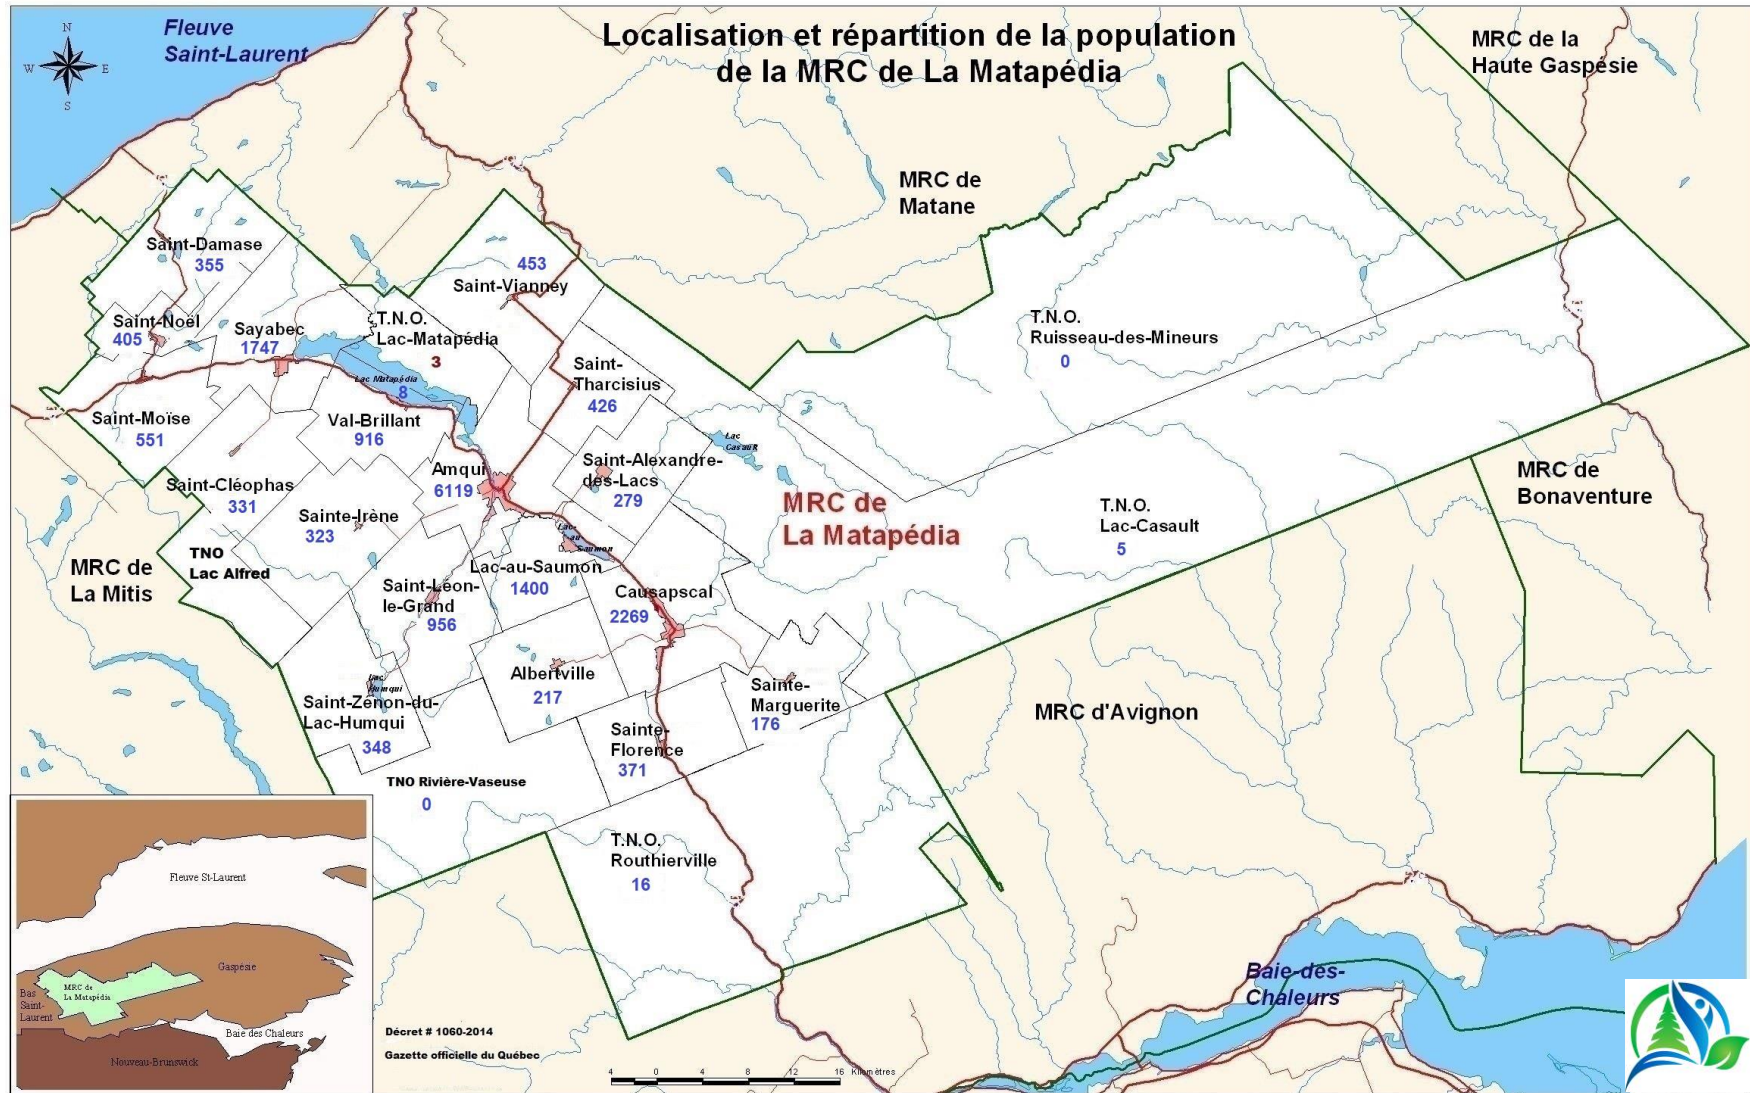 Localisation et répartition de la population
de la MRC de La Matapédia
Fleuve
Saint-Laurent
N
W
E
S
MRC de la
Haute Gaspésie
MRC de
Matane
Saint-Damase
355
453
Saint-Vianney
Saint-Noël
405
Sayabec
1747
T.N.O.
Lac-Matapédia
3
Lac Matapédia
8
T.N.O.
Ruisseau-des-Mineurs
0
Saint-
Tharcisius
426
Saint-Moïse
551
Val-Brillant
916
Lac
Casault
Saint-Alexandre-
des-Lacs
279
Amqui
6119
Saint-Cléophas
331
Sainte-Irène
323
MRC de
La Matapédia
T.N.O.
Lac-Casault
5
MRC de
Bonaventure
TNO
Lac Alfred
MRC de
La Mitis
Lac-
au
Saumon
Lac-au-Saumon
1400
Saint-Léon-
le-Grand
956
Causapscal
2269
Albertville
217
Lac
Humqui
Saint-Zénon-du-
Lac-Humqui
348
Sainte-
Marguerite
176
MRC d'Avignon
Sainte-
Florence
371
TNO Rivière-Vaseuse
0
T.N.O.
Routhierville
16
Baie-des-
Chaleurs
Fleuve St-Laurent
Gaspésie
MRC de
La Matapédia
Bas
Saint-
Laurent
Baie des Chaleurs
Nouveau-Brunswick
Décret # 1060-2014
Gazette officielle du Québec
4 0 4 8 12 16 Kilomètres